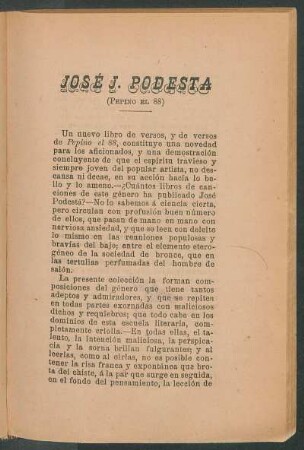 JOSÉ J. PODESTA
(PEPINO EL 88)
Un nuevo libro de versos, y de versos
de Pepino el 88, constituye una novedad
para los aficionados, y una demostración
concluyente de que el espíritu travieso y
siempre joven del popular artista, no des-
cansa ni decae, en su acción hacía lo be-
llo y lo ameno.—¿Cuántos libres de can-
ciones de este género ha publicado José
Podestá?—No lo sabemos á ciencia cierta,
pero circulan con profusión buen número
de ellos, que pasan de mano en mano con
nerviosa ansiedad, y que se leen con deleite
lo mismo en las reuniones populosas y
bravías del bajo; entre el elemento etero-
géneo de la sociedad de bronce, que en
las tertulias perfumadas del hombre de
salón.
La presente colección la forman com-
posiciones del género que tiene tantos
adeptos y admiradores, y que se repiten
en todas partes exornadas con maliciosos
dichos y requiebros; que todo cabe en los
dominios de esta escuela literaria, com-
pletamente criolla.—En todas ellas, el ta-
lento, la intención maliciosa, la perspica-
cia y la sorna brillan fulgurantes; y al
leerlas, como al oirlas, no es posible con-
tener la risa franca y expontánea que bro-
ta del chiste, á la par que surge en seguida,
en el fondo del pensamiento, la lección de